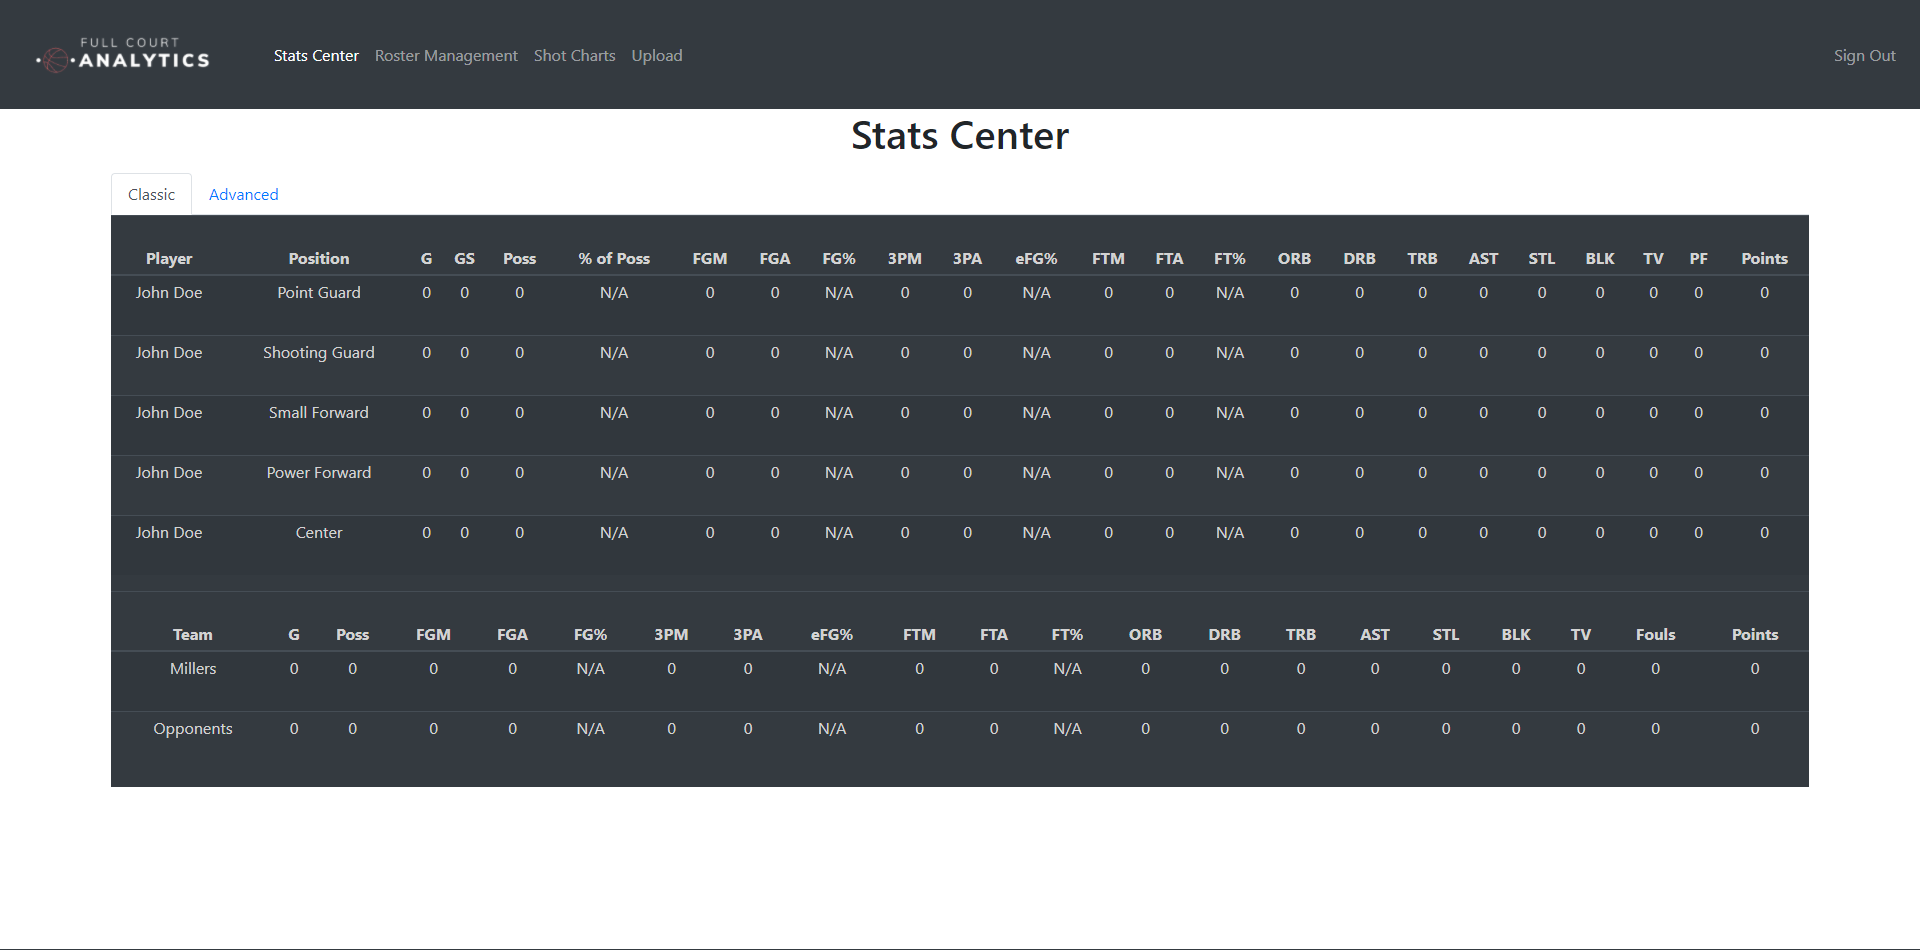 FULL COURT
ANALYTICS
Stats Center Roster Management Shot Charts Upload Sign Out
Stats Center
Classic Advanced
Player Position G GS Poss % of Poss FGM FGA FG% 3PM 3PA eFG% FTM FTA FT% ORB DRB TRB AST STL BLK TV PF Points
John Doe Point Guard 0 0 0 N/A 0 0 N/A 0 0 N/A 0 0 N/A 0 0 0 0 0 0 0 0 0
John Doe Shooting Guard 0 0 0 N/A 0 0 N/A 0 0 N/A 0 0 N/A 0 0 0 0 0 0 0 0 0
John Doe Small Forward 0 0 0 N/A 0 0 N/A 0 0 N/A 0 0 N/A 0 0 0 0 0 0 0 0 0
John Doe Power Forward 0 0 0 N/A 0 0 N/A 0 0 N/A 0 0 N/A 0 0 0 0 0 0 0 0 0
John Doe Center 0 0 0 N/A 0 0 N/A 0 0 N/A 0 0 N/A 0 0 0 0 0 0 0 0 0
Team G Poss FGM FGA FG% 3PM 3PA eFG% FTM FTA FT% ORB DRB TRB AST STL BLK TV Fouls Points
Millers 0 0 0 0 N/A 0 0 N/A 0 0 N/A 0 0 0 0 0 0 0 0 0
Opponents 0 0 0 0 N/A 0 0 N/A 0 0 N/A 0 0 0 0 0 0 0 0 0